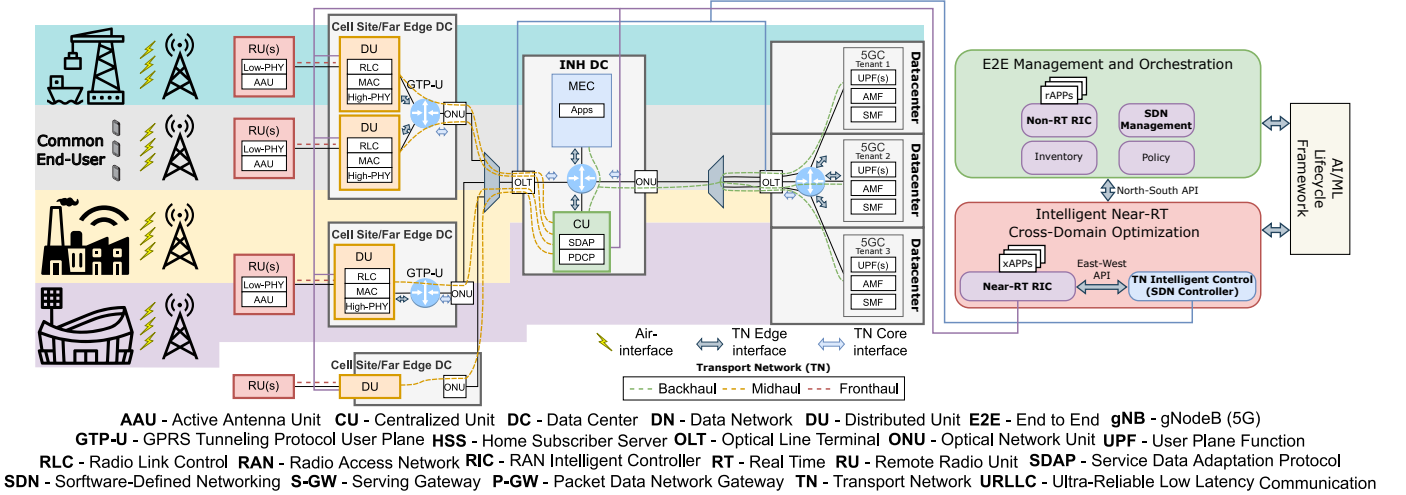 Cell Site/Far Edge DC
RU(s)
Low-PHY
AAU
DU
RLC
MAC
High-PHY
GTP-U
ONU
RU(s)
Low-PHY
AAU
DU
RLC
MAC
High-PHY
Common
End-User
Cell Site/Far Edge DC
RU(s)
Low-PHY
AAU
DU
RLC
MAC
High-PHY
GTP-U
ONU
Cell Site/Far Edge DC
RU(s)
DU
ONU
OLT
INH DC
MEC
Apps
CU
SDAP
PDCP
ONU
OLT
5GC
Tenant 1
UPF(s)
AMF
SMF
Datacenter
5GC
Tenant 2
UPF(s)
AMF
SMF
Datacenter
5GC
Tenant 3
UPF(s)
AMF
SMF
Datacenter
E2E Management and Orchestration
rAPPs
Non-RT RIC
SDN
Management
Inventory
Policy
North-South API
Intelligent Near-RT
Cross-Domain Optimization
xAPPs
Near-RT RIC
East-West
API
TN Intelligent Control
(SDN Controller)
AI/ML
Lifecycle
Framework
Air-
interface
TN Edge
interface
TN Core
interface
Transport Network (TN)
Backhaul
Midhaul
Fronthaul
AAU - Active Antenna Unit CU - Centralized Unit DC - Data Center DN - Data Network DU - Distributed Unit E2E - End to End gNB - gNodeB (5G)
GTP-U - GPRS Tunneling Protocol User Plane HSS - Home Subscriber Server OLT - Optical Line Terminal ONU - Optical Network Unit UPF - User Plane Function
RLC - Radio Link Control RAN - Radio Access Network RIC - RAN Intelligent Controller RT - Real Time RU - Remote Radio Unit SDAP - Service Data Adaptation Protocol
SDN - Software-Defined Networking S-GW - Serving Gateway P-GW - Packet Data Network Gateway TN - Transport Network URLLC - Ultra-Reliable Low Latency Communication